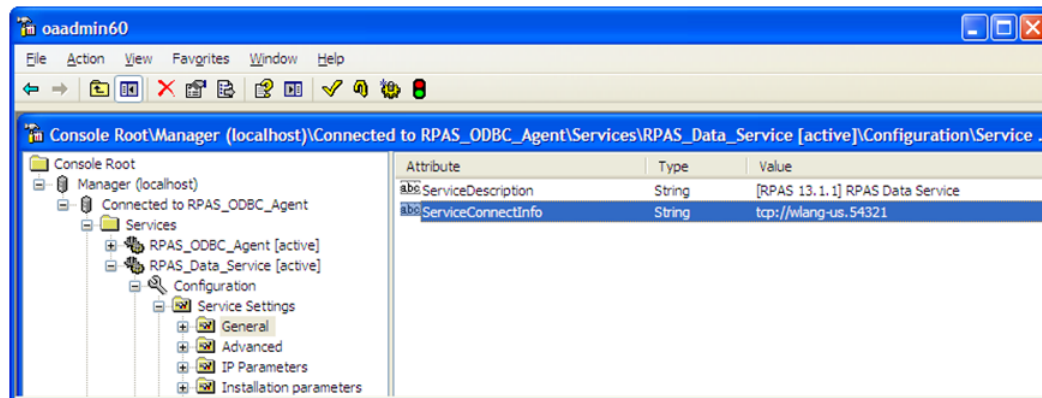 oaadmin60
File Action View Favorites Window Help
Console Root\Manager (localhost)\Connected to RPAS_ODBC_Agent\Services\RPAS_Data_Service [active]\Configuration\Service .
Console Root
Manager (localhost)
Connected to RPAS_ODBC_Agent
Services
RPAS_ODBC_Agent [active]
RPAS_Data_Service [active]
Configuration
Service Settings
General
Advanced
IP Parameters
Installation parameters
Attribute Type Value
abc ServiceDescription String [RPAS 13.1.1] RPAS Data Service
abc ServiceConnectInfo String tcp://wlang-us.54321